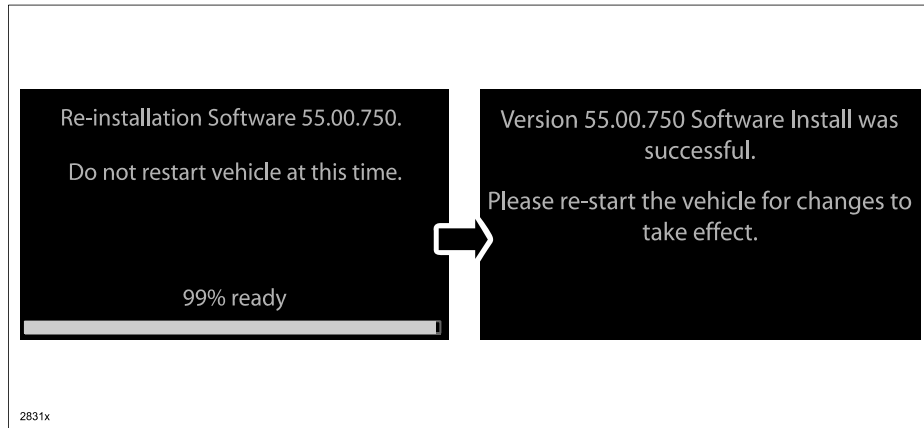 Re-installation Software 55.00.750.
Do not restart vehicle at this time.
99% ready
Version 55.00.750 Software Install was
successful.
Please re-start the vehicle for changes to
take effect.
2831x